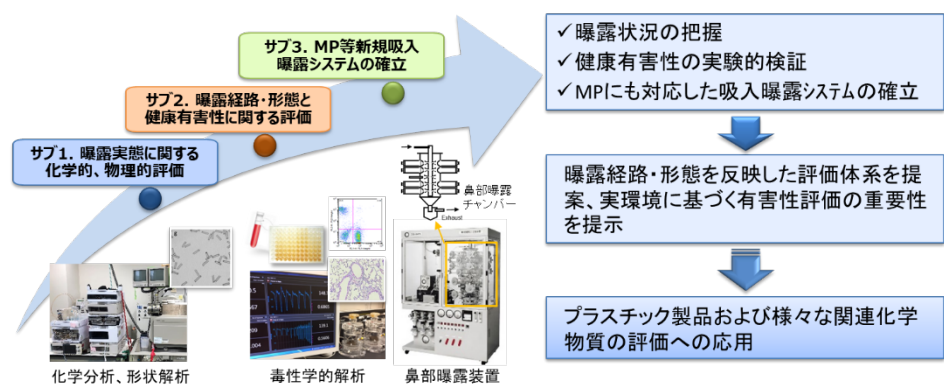 サブ3. MP等新規吸入
曝露システムの確立
サブ2. 曝露経路・形態と
健康有害性に関する評価
サブ1. 曝露実態に関する
化学的、物理的評価
鼻部曝露
チャンバー
Exhaust
化学分析、形状解析
毒性学的解析
鼻部曝露装置
✓曝露状況の把握
✓健康有害性の実験的検証
✓MPにも対応した吸入曝露システムの確立
曝露経路・形態を反映した評価体系を提
案、実環境に基づく有害性評価の重要性
を提示
プラスチック製品および様々な関連化学
物質の評価への応用